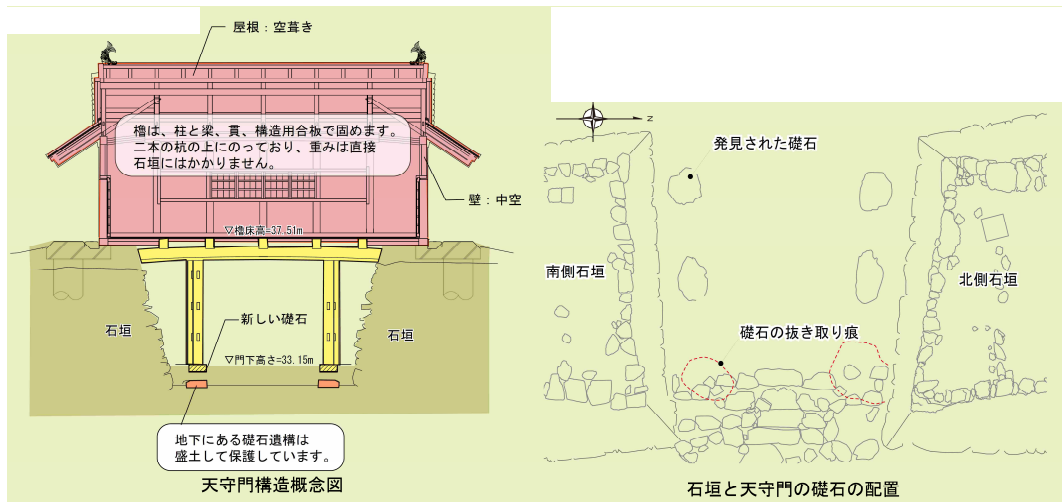 屋根：空葺き
櫓は、柱と梁、貫、構造用合板で固めます。
二本の杭の上にのっており、重みは直接
石垣にはかかりません。
壁：中空
▽櫓床高=37.51m
石垣
新しい礎石
石垣
▽門下高さ=33.15m
地下にある礎石遺構は
盛土して保護しています。
天守門構造概念図
N
発見された礎石
南側石垣
北側石垣
礎石の抜き取り痕
石垣と天守門の礎石の配置